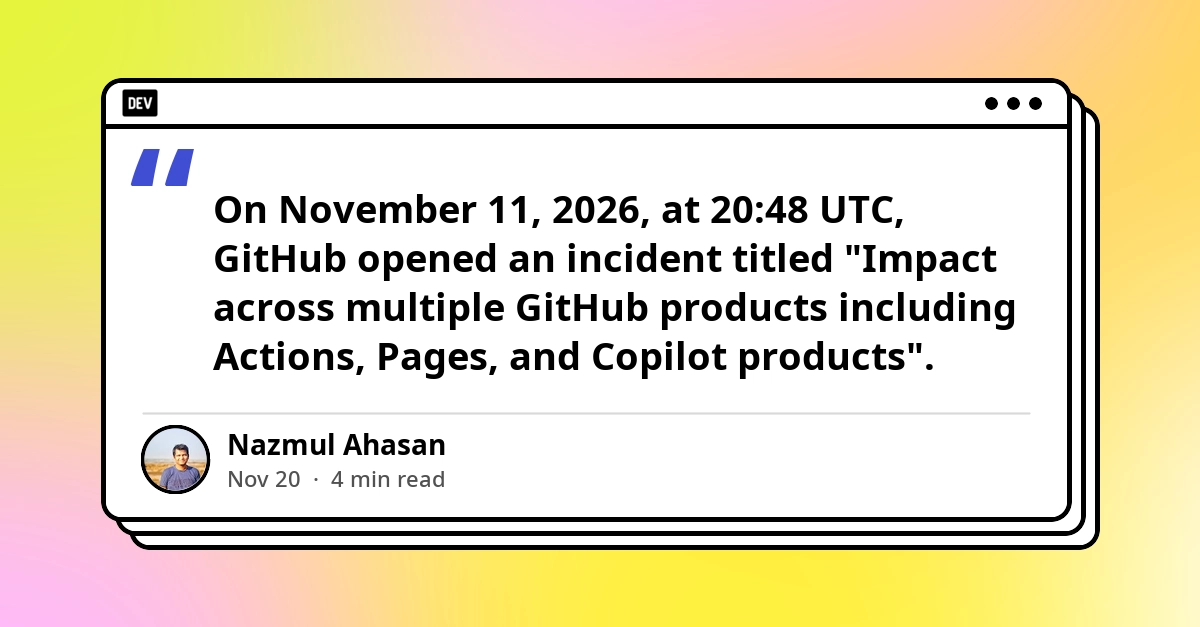 DEV
“
On November 11, 2026, at 20:48 UTC,
GitHub opened an incident titled "Impact
across multiple GitHub products including
Actions, Pages, and Copilot products".
Nazmul Ahasan
Nov 20 · 4 min read